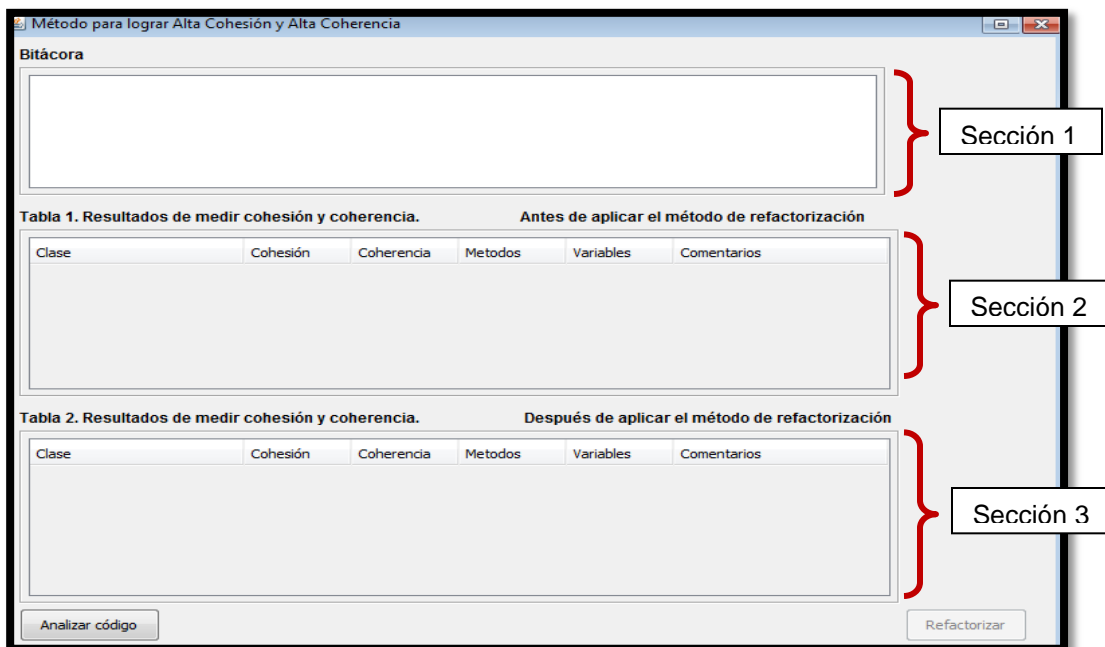 Método para lograr Alta Cohesión y Alta Coherencia
Bitácora
Sección 1
Tabla 1. Resultados de medir cohesión y coherencia. Antes de aplicar el método de refactorización
Clase Cohesión Coherencia Metodos Variables Comentarios
Sección 2
Tabla 2. Resultados de medir cohesión y coherencia. Después de aplicar el método de refactorización
Clase Cohesión Coherencia Metodos Variables Comentarios
Sección 3
Analizar código Refactorizar